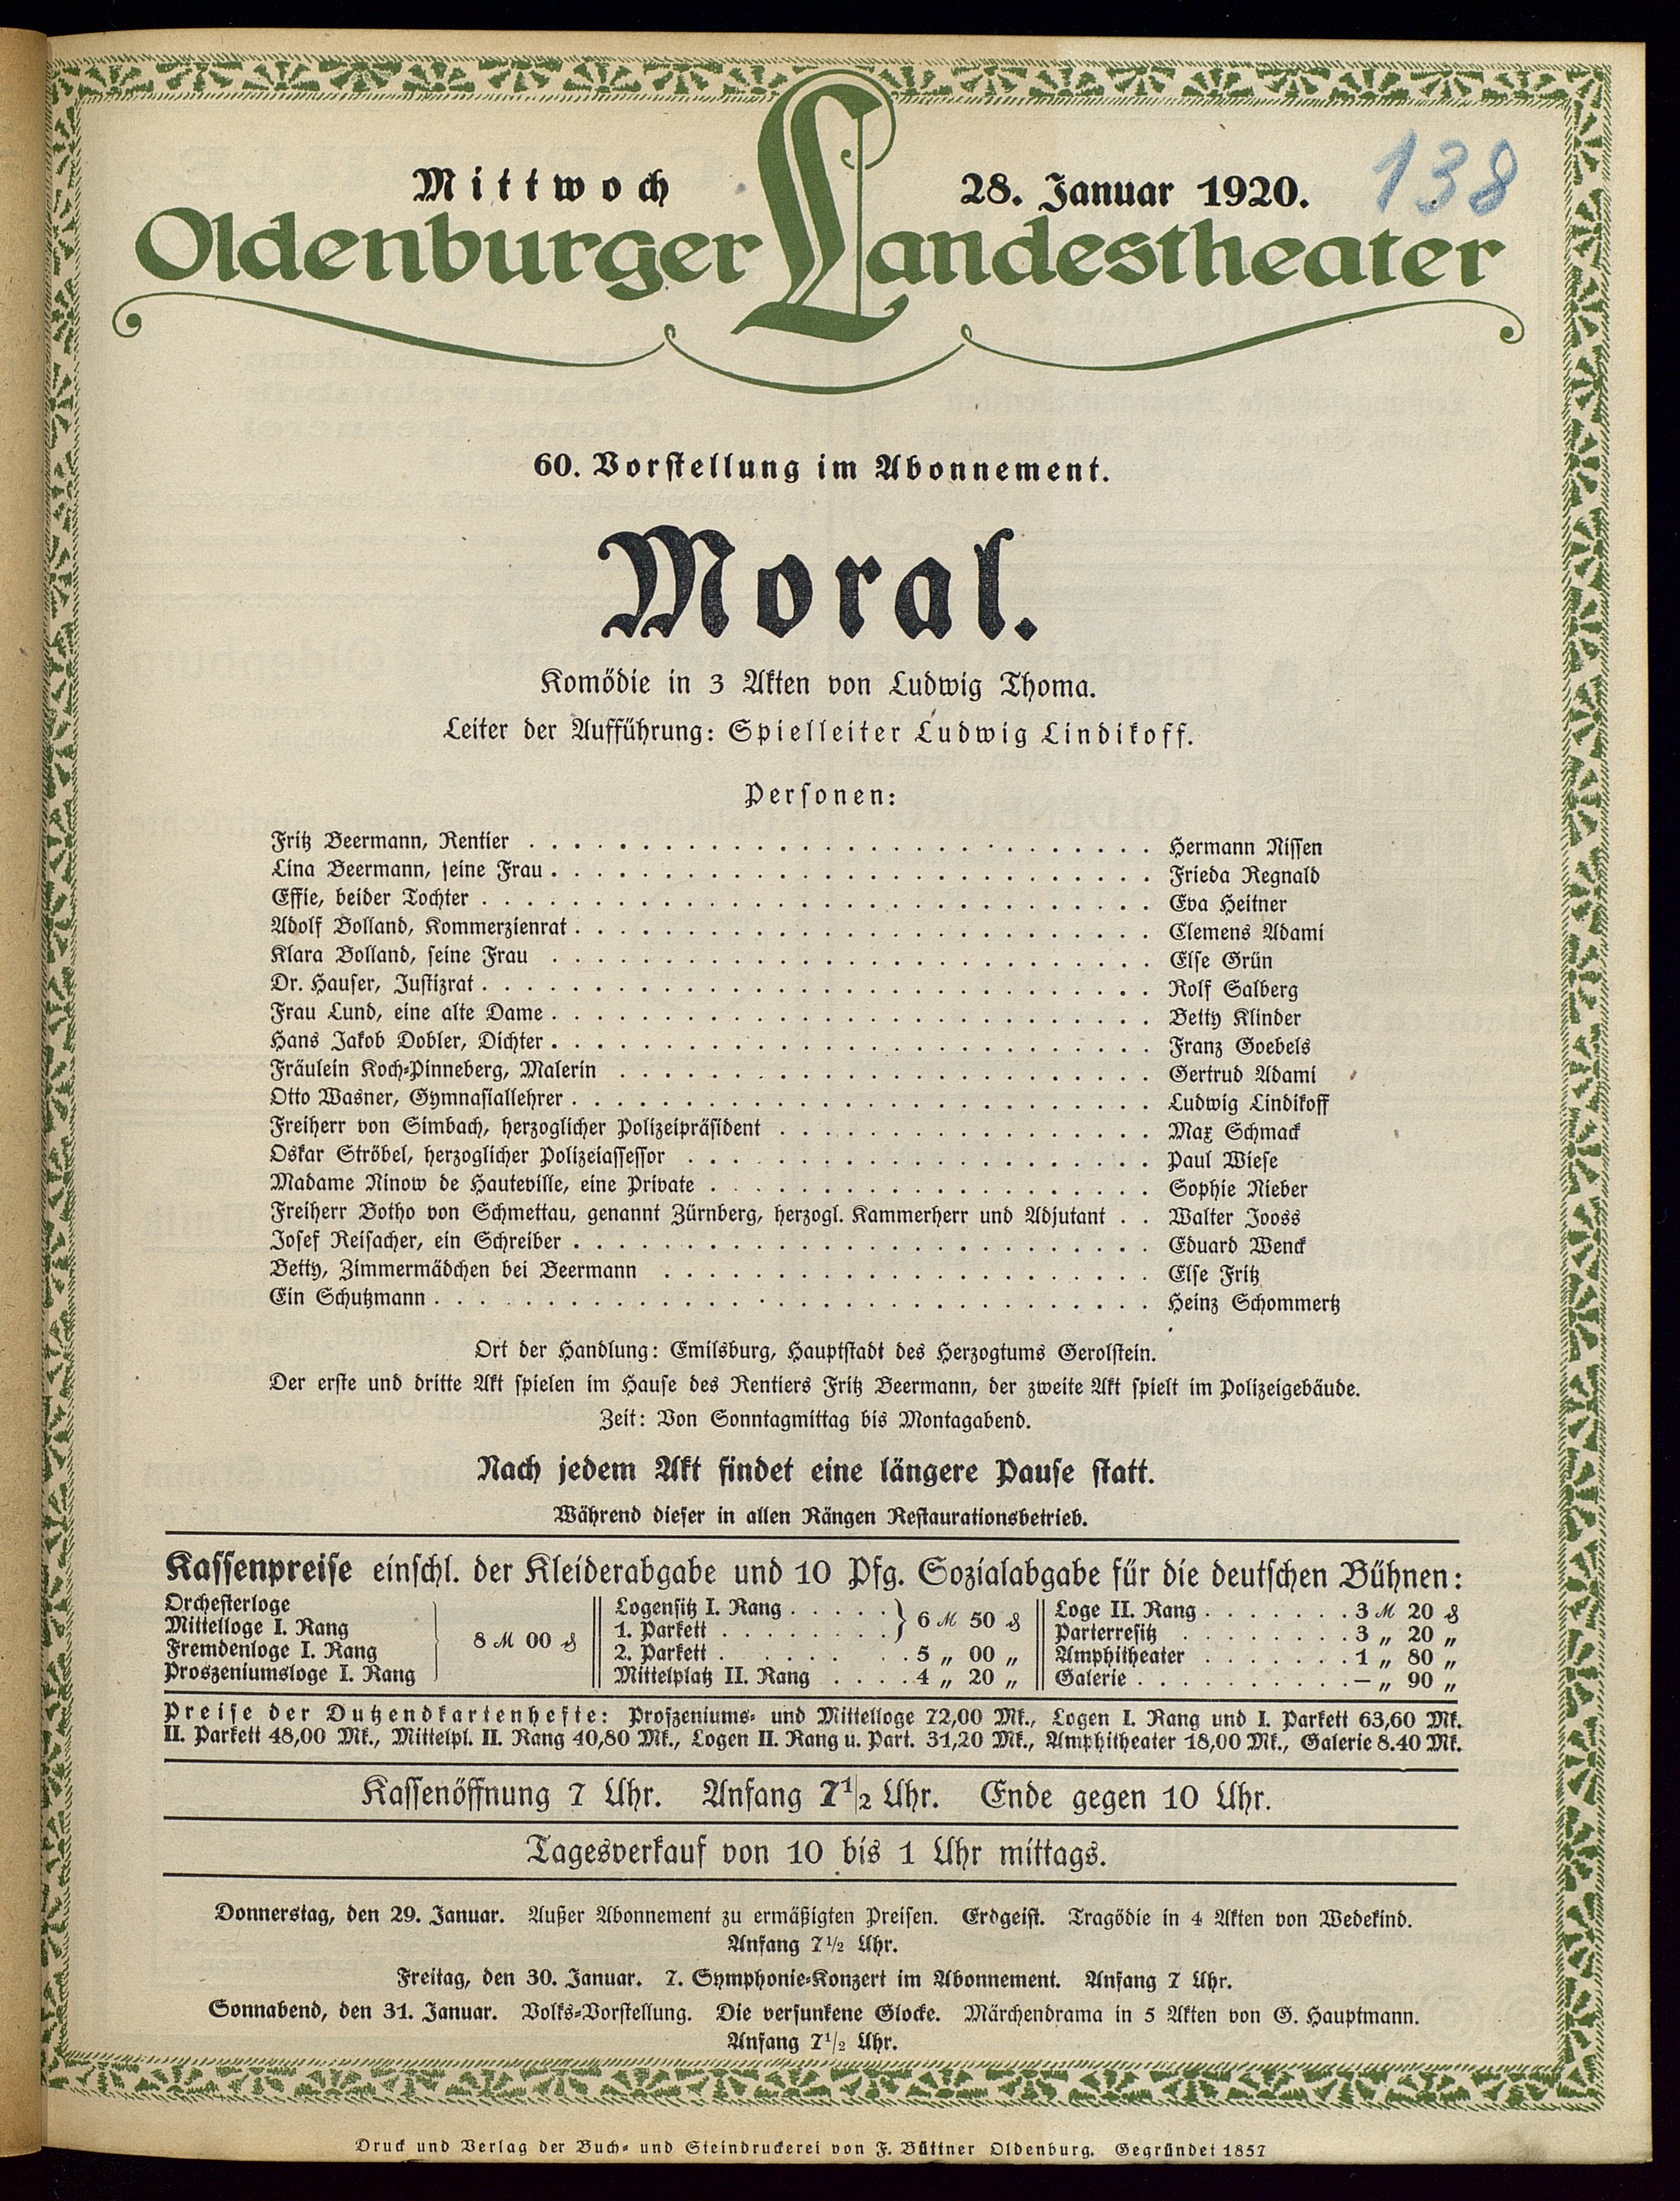 138
Mittwoch 28. Januar 1920.
Oldenburger Landestheater
60. Vorstellung im Abonnement.
Moral.
Komödie in 3 Akten von Ludwig Thoma.
Leiter der Aufführung: Spielleiter Ludwig Lindikoff.
Personen:
Fritz Beermann, Rentier . . . . . Hermann Nissen
Lina Beermann, seine Frau . . . . . Frieda Regnald
Effie, beider Tochter . . . . . Eva Heitner
Adolf Bolland, Kommerzienrat . . . . . Clemens Adami
Klara Bolland, seine Frau . . . . . Else Grün
Dr. Hauser, Justizrat . . . . . Rolf Salberg
Frau Lund, eine alte Dame . . . . . Betty Klinder
Hans Jakob Dobler, Dichter . . . . . Franz Goebels
Fräulein Koch-Pinneberg, Malerin . . . . . Gertrud Adami
Otto Wasner, Gymnasiallehrer . . . . . Ludwig Lindikoff
Freiherr von Simbach, herzoglicher Polizeipräsident . . . . . Max Schmack
Oskar Ströbel, herzoglicher Polizeiassessor . . . . . Paul Wiese
Madame Ninow de Hauteville, eine Private . . . . . Sophie Nieber
Freiherr Botho von Schmettau, genannt Zürnberg, herzogl. Kammerherr und Adjutant . . Walter Jooss
Josef Reisacher, ein Schreiber . . . . . Eduard Wenck
Betty, Zimmermädchen bei Beermann . . . . . Else Fritz
Ein Schutzmann . . . . . Heinz Schommertz
Ort der Handlung: Emilsburg, Hauptstadt des Herzogtums Gerolstein.
Der erste und dritte Akt spielen im Hause des Rentiers Fritz Beermann, der zweite Akt spielt im Polizeigebäude.
Zeit: Von Sonntagmittag bis Montagabend.
Nach jedem Akt findet eine längere Pause statt.
Während dieser in allen Rängen Restaurationsbetrieb.
Kassenpreise einschl. der Kleiderabgabe und 10 Pfg. Sozialabgabe für die deutschen Bühnen:
Orchesterloge
Mittelloge I. Rang
Fremdenloge I. Rang
Proszeniumsloge I. Rang
8 ℳ 00 ₰
Logensitz I. Rang . . . . .
1. Parkett . . . . . . . .
6 ℳ 50 ₰
2. Parkett . . . . . . . . 5 „ 00 „
Mittelplatz II. Rang . . . . 4 „ 20 „
Loge II. Rang . . . . . . . 3 ℳ 20 ₰
Parterresitz . . . . . . . . 3 „ 20 „
Amphitheater . . . . . . . 1 „ 80 „
Galerie . . . . . . . . . . — „ 90 „
Preise der Dutzendkartenhefte: Proszeniums- und Mittelloge 72,00 Mk., Logen I. Rang und I. Parkett 63,60 Mk.
II. Parkett 48,00 Mk., Mittelpl. II. Rang 40,80 Mk., Logen II. Rang u. Part. 31,20 Mk., Amphitheater 18,00 Mk., Galerie 8.40 Mk.
Kassenöffnung 7 Uhr. Anfang 7 1/2 Uhr. Ende gegen 10 Uhr.
Tagesverkauf von 10 bis 1 Uhr mittags.
Donnerstag, den 29. Januar. Außer Abonnement zu ermäßigten Preisen. Erdgeist. Tragödie in 4 Akten von Wedekind.
Anfang 7 1/2 Uhr.
Freitag, den 30. Januar. 7. Symphonie-Konzert im Abonnement. Anfang 7 Uhr.
Sonnabend, den 31. Januar. Volks-Vorstellung. Die versunkene Glocke. Märchendrama in 5 Akten von G. Hauptmann.
Anfang 7 1/2 Uhr.
Druck und Verlag der Buch- und Steindruckerei von F. Büttner Oldenburg. Gegründet 1857